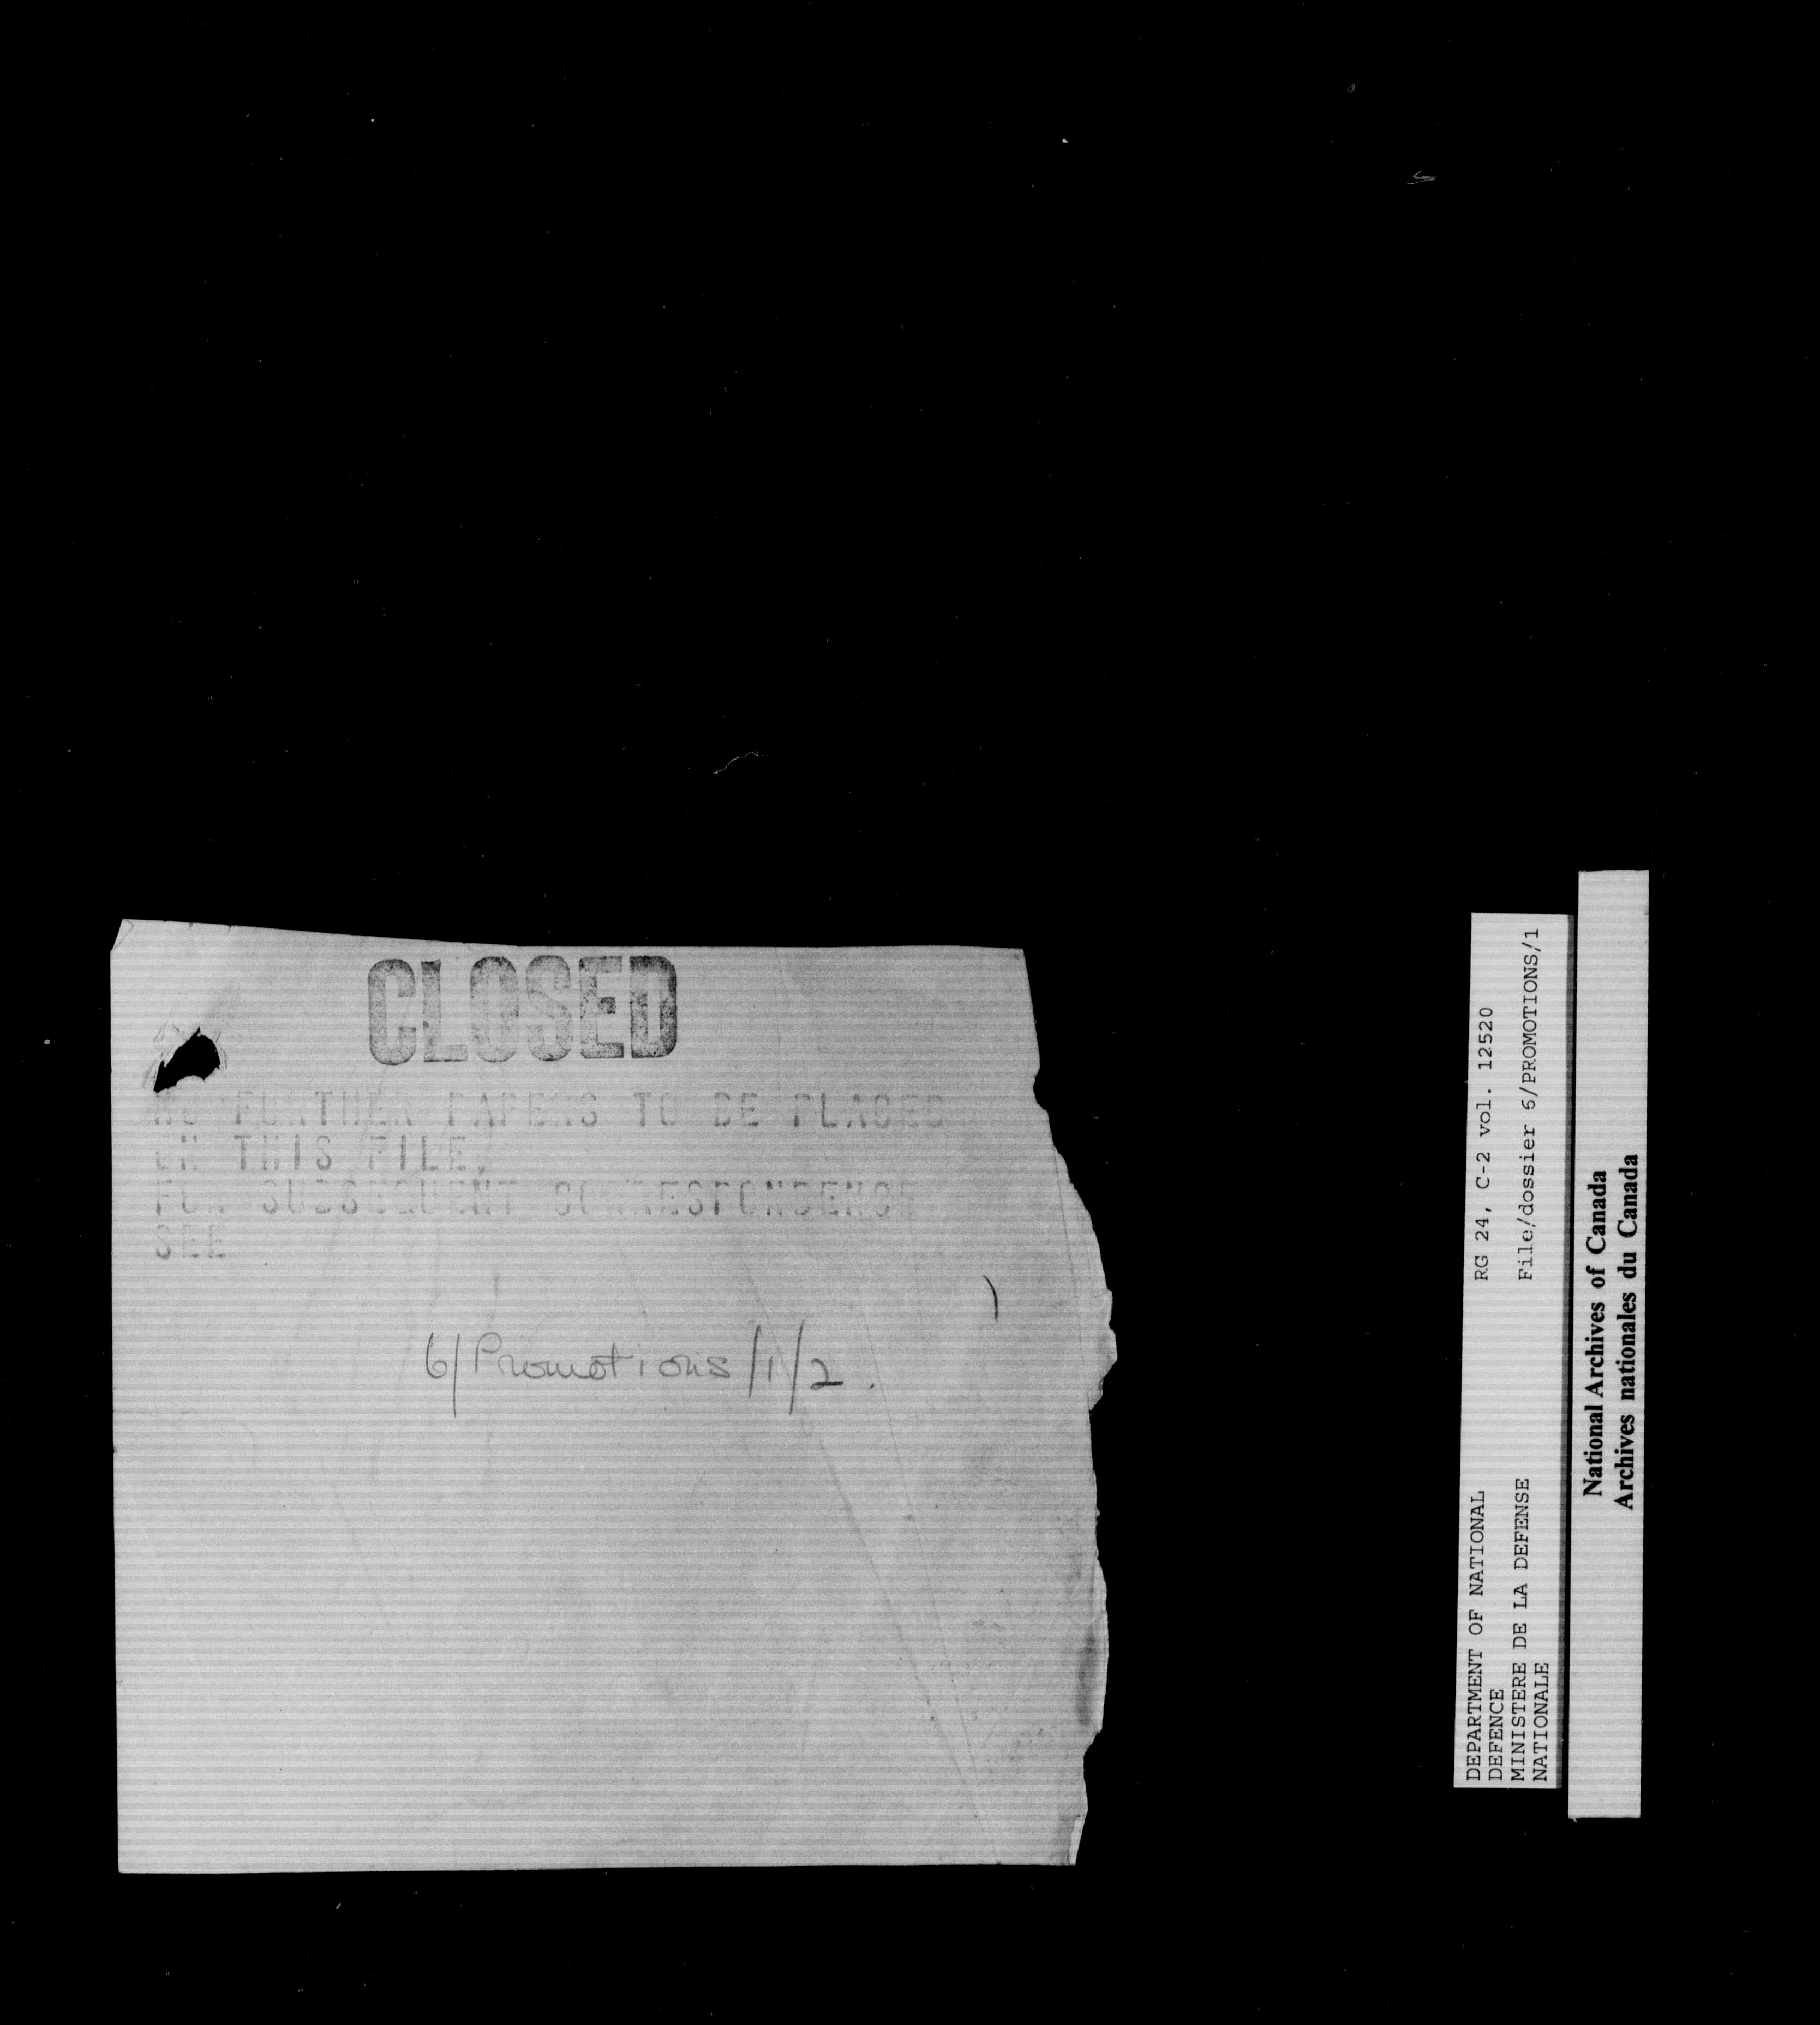 CLOSED
NO FURTHER PAPERS TO BE PLACED
ON THIS FILE.
FOR SUBSEQUENT CORRESPONDENCE
SEE
6/Promotions/1/2.
DEPARTMENT OF NATIONAL
DEFENCE
MINISTERE DE LA DEFENSE
NATIONALE
RG 24, C-2 vol. 12520
File/dossier 6/PROMOTIONS/1
National Archives of Canada
Archives nationales du Canada